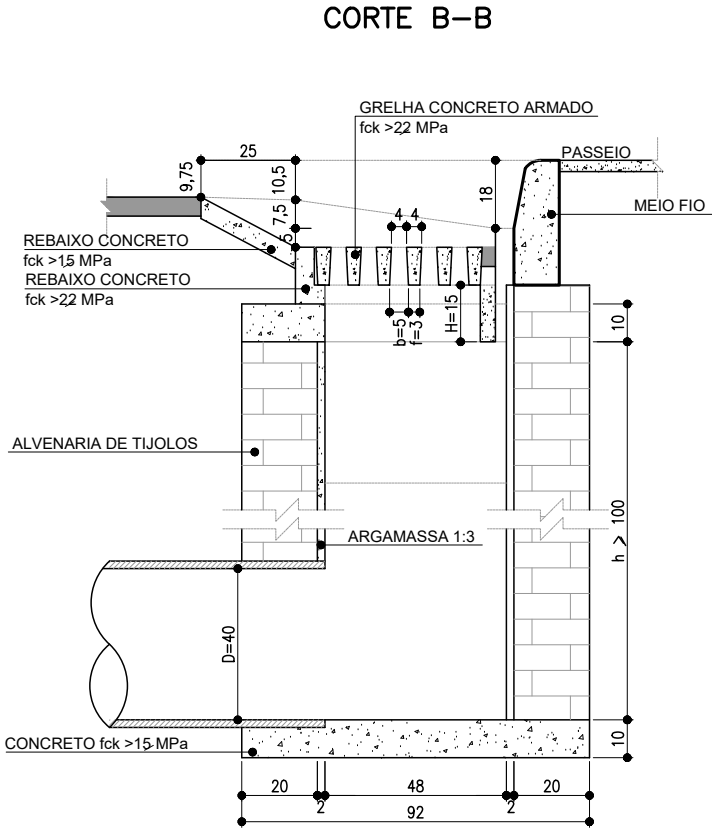 CORTE B-B
GRELHA CONCRETO ARMADO
fck >22 MPa
25
9,75
10,5
7,5
5
18
4 4
PASSEIO
MEIO FIO
REBAIXO CONCRETO
fck >15 MPa
REBAIXO CONCRETO
fck >22 MPa
b=5
f=3
H=15
10
ALVENARIA DE TIJOLOS
ARGAMASSA 1:3
h > 100
D=40
CONCRETO fck >15 MPa
10
20
2
48
2
20
92